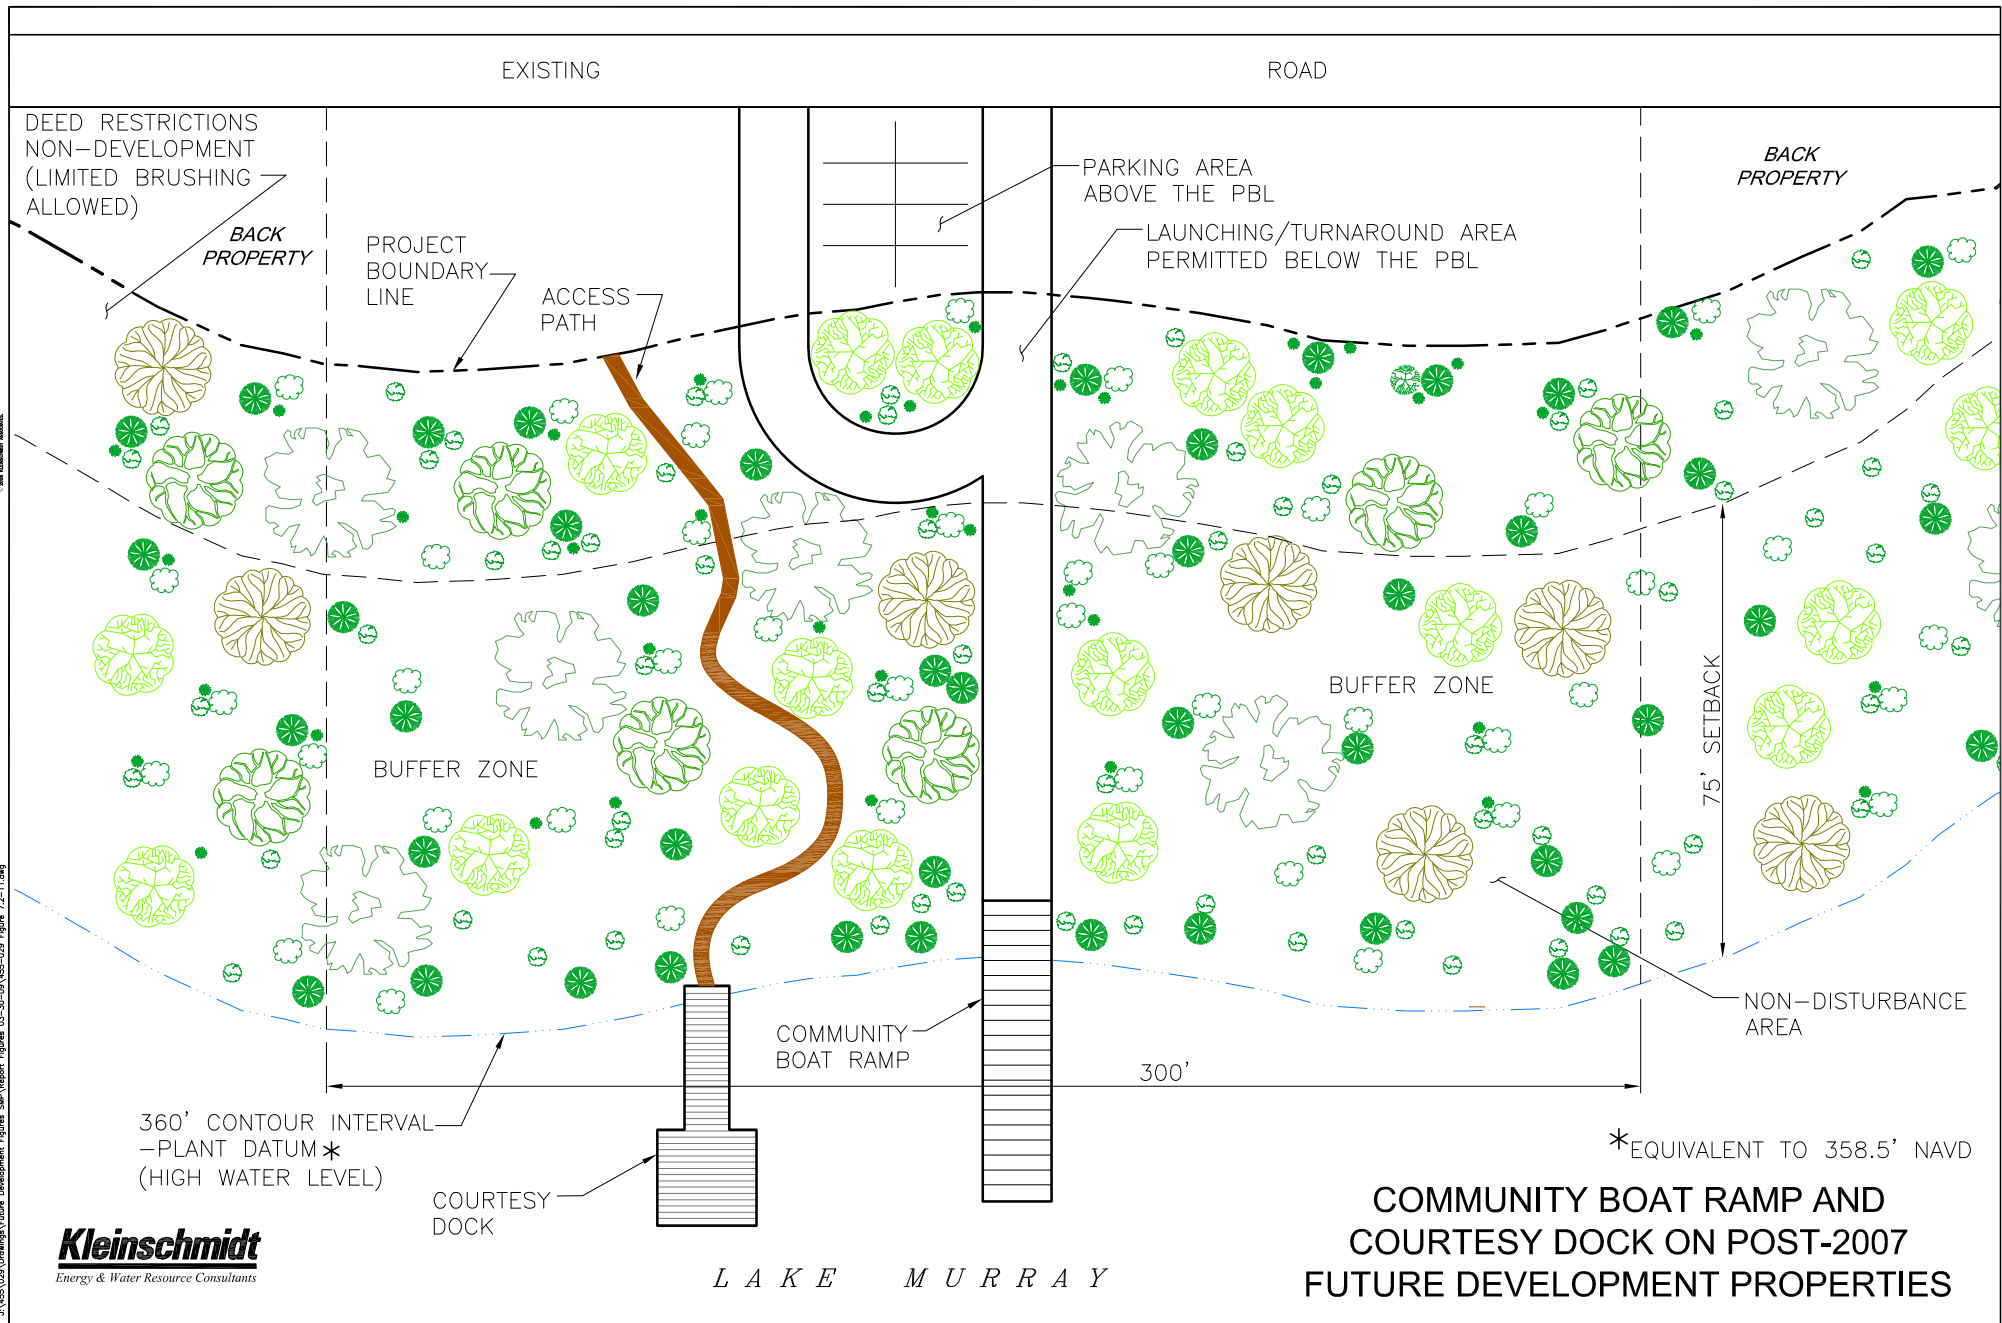 EXISTING
ROAD
DEED RESTRICTIONS
NON-DEVELOPMENT
(LIMITED BRUSHING
ALLOWED)
BACK
PROPERTY
PROJECT
BOUNDARY
LINE
ACCESS
PATH
PARKING AREA
ABOVE THE PBL
LAUNCHING/TURNAROUND AREA
PERMITTED BELOW THE PBL
BACK
PROPERTY
BUFFER ZONE
BUFFER ZONE
75' SETBACK
NON-DISTURBANCE
AREA
COMMUNITY
BOAT RAMP
300'
360' CONTOUR INTERVAL
-PLANT DATUM*
(HIGH WATER LEVEL)
COURTESY
DOCK
*EQUIVALENT TO 358.5' NAVD
COMMUNITY BOAT RAMP AND
COURTESY DOCK ON POST-2007
FUTURE DEVELOPMENT PROPERTIES
LAKE MURRAY
Kleinschmidt
Energy & Water Resource Consultants